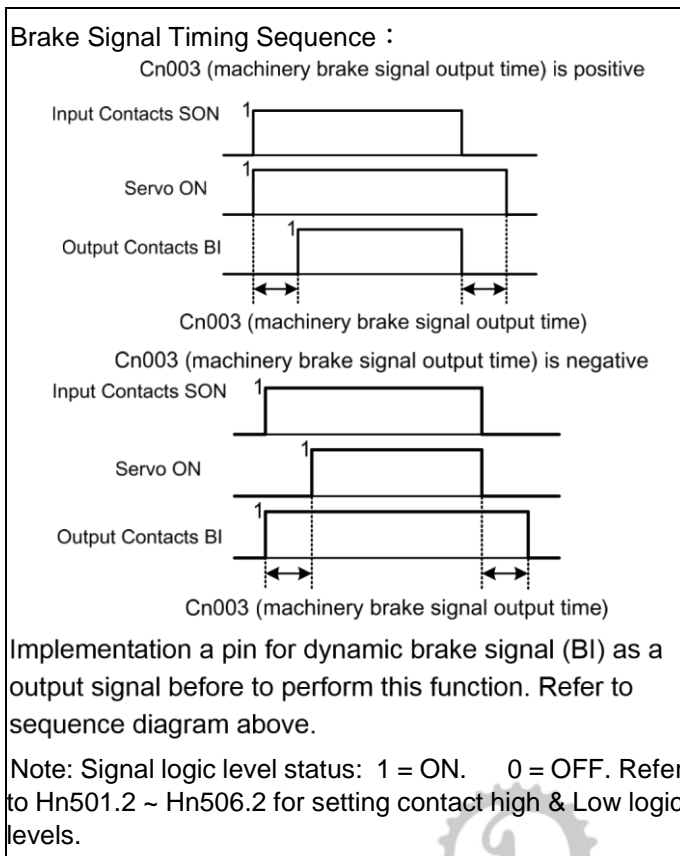 Brake Signal Timing Sequence：
Cn003 (machinery brake signal output time) is positive
Input Contacts SON
1
Servo ON
1
Output Contacts BI
1
Cn003 (machinery brake signal output time)
Cn003 (machinery brake signal output time) is negative
Input Contacts SON
1
Servo ON
1
Output Contacts BI
1
Cn003 (machinery brake signal output time)
Implementation a pin for dynamic brake signal (BI) as a
output signal before to perform this function. Refer to
sequence diagram above.
Note: Signal logic level status: 1 = ON. 0 = OFF. Refer
to Hn501.2 ~ Hn506.2 for setting contact high & Low logic
levels.